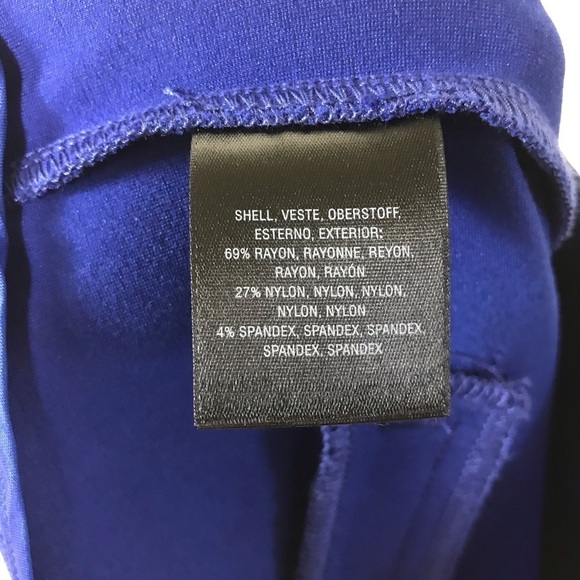 SHELL, VESTE, OBERSTOFF,
ESTERNO, EXTERIOR:
69% RAYON, RAYONNE, REYON,
RAYON, RAYÓN
27% NYLON, NYLON, NYLON,
NYLON, NYLON
4% SPANDEX, SPANDEX, SPANDEX,
SPANDEX, SPANDEX